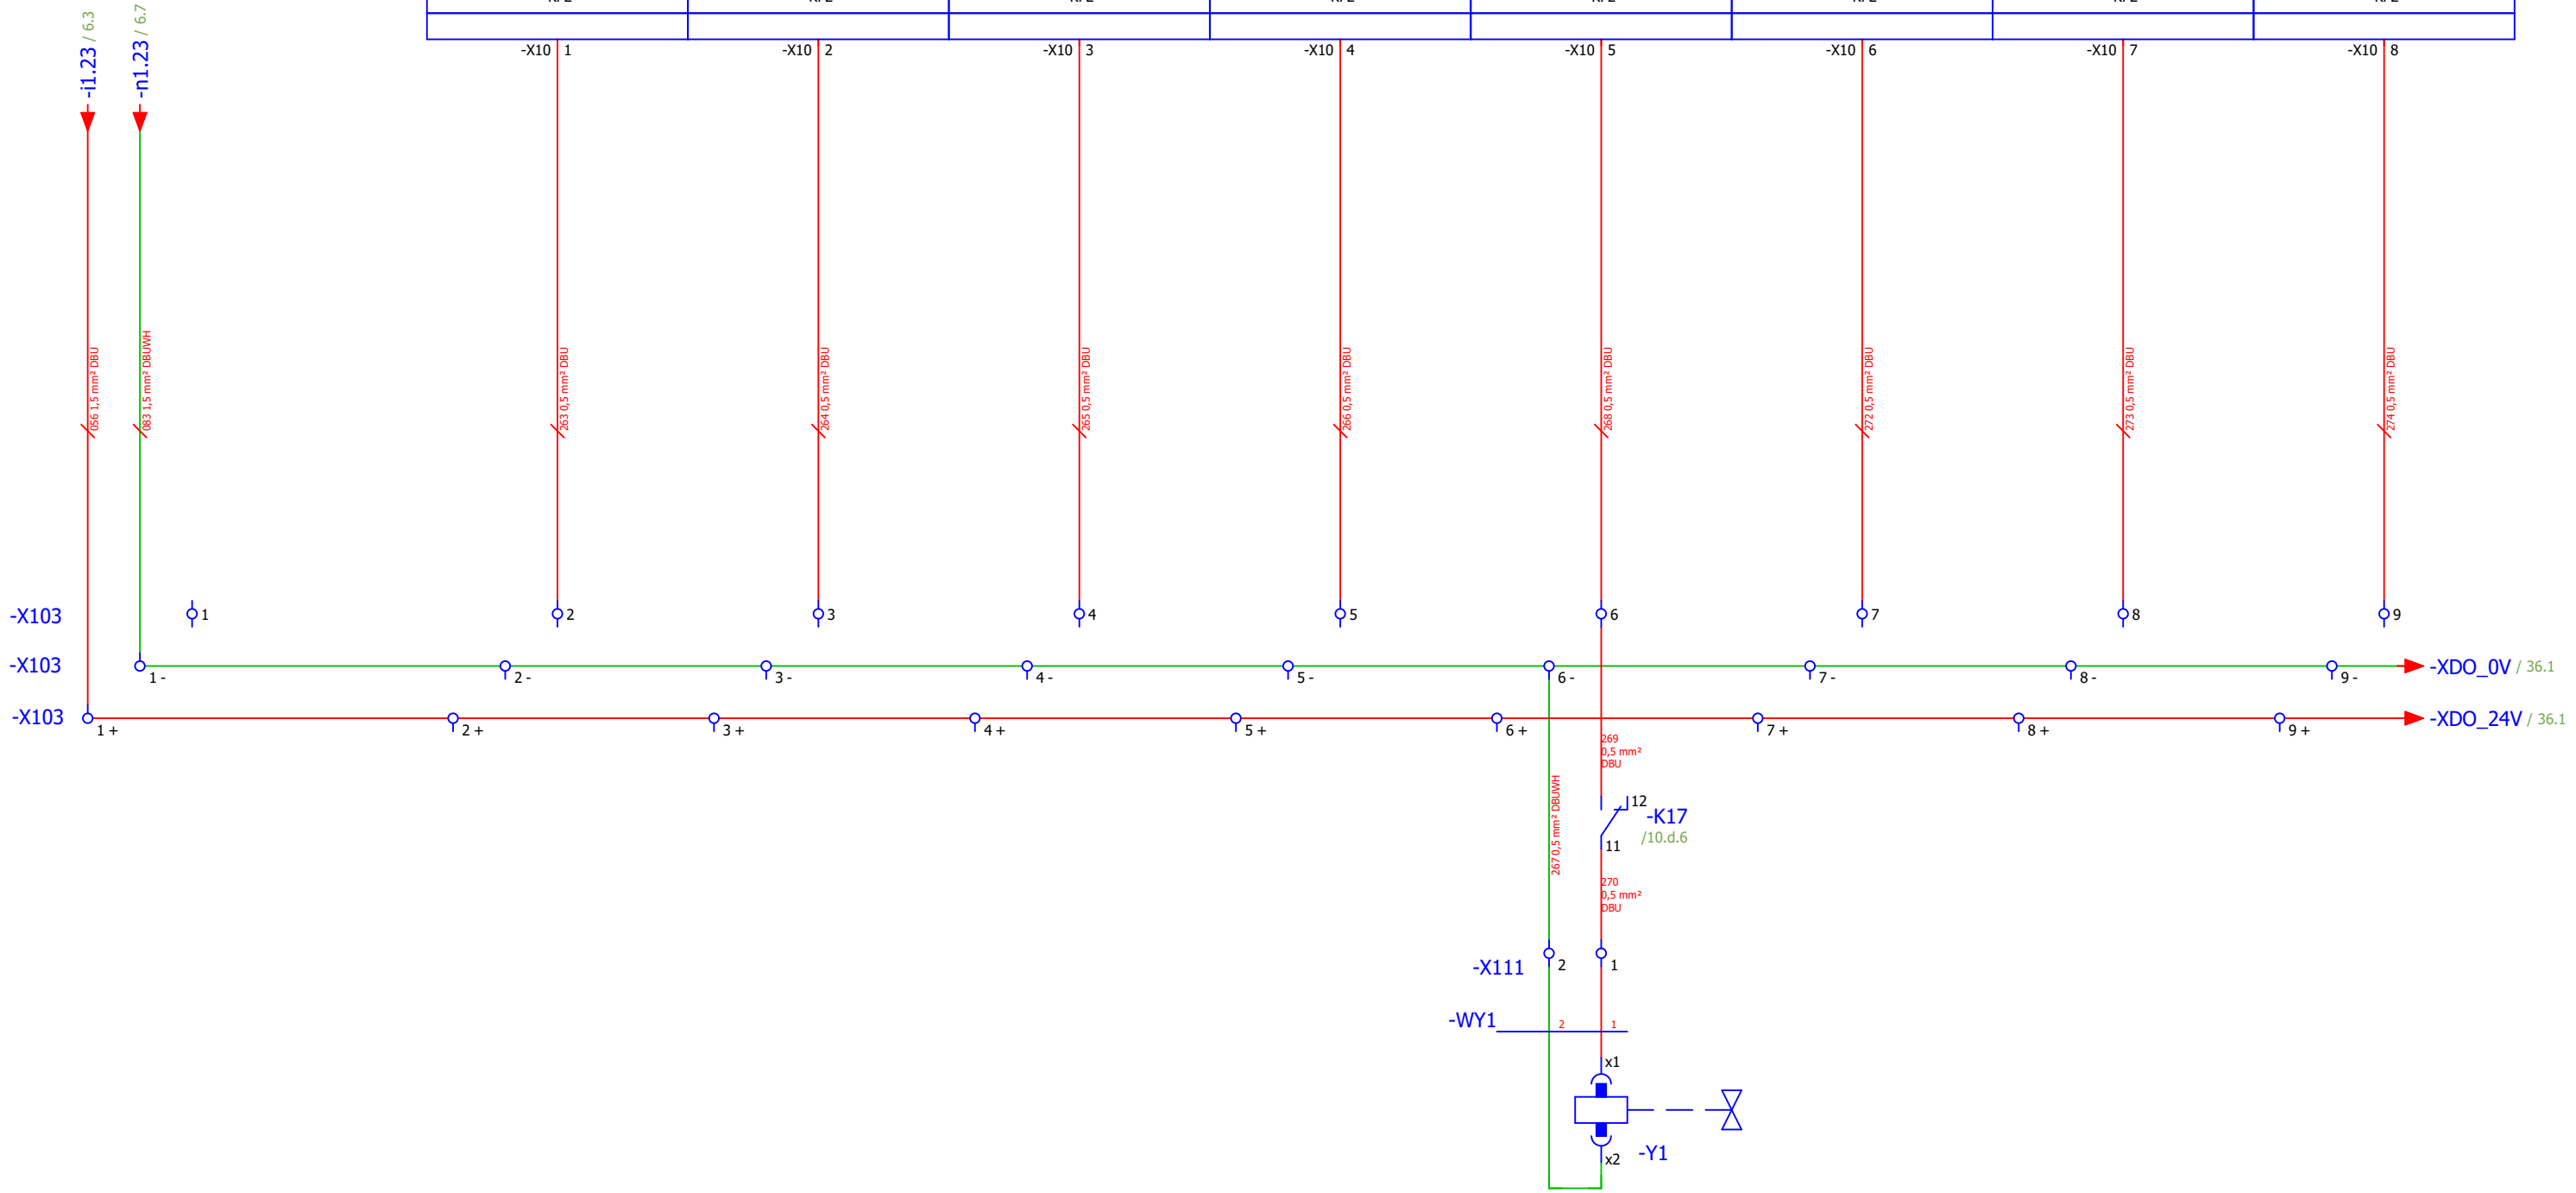 -i1.23 / 6.3
-n1.23 / 6.7
-X10 1
-X10 2
-X10 3
-X10 4
-X10 5
-X10 6
-X10 7
-X10 8
056 1,5 mm² DBU
083 1,5 mm² DBUWH
263 0,5 mm² DBU
264 0,5 mm² DBU
265 0,5 mm² DBU
266 0,5 mm² DBU
268 0,5 mm² DBU
272 0,5 mm² DBU
273 0,5 mm² DBU
274 0,5 mm² DBU
-X103 1 2 3 4 5 6 7 8 9
-X103 1 - 2 - 3 - 4 - 5 - 6 - 7 - 8 - 9 - -XDO_0V / 36.1
-X103 1 + 2 + 3 + 4 + 5 + 6 + 7 + 8 + 9 + -XDO_24V / 36.1
269
0,5 mm²
DBU
267 0,5 mm² DBUWH
12
-K17
/10.d.6
11
270
0,5 mm²
DBU
-X111 2 1
-WY1 2 1
x1
-Y1
x2